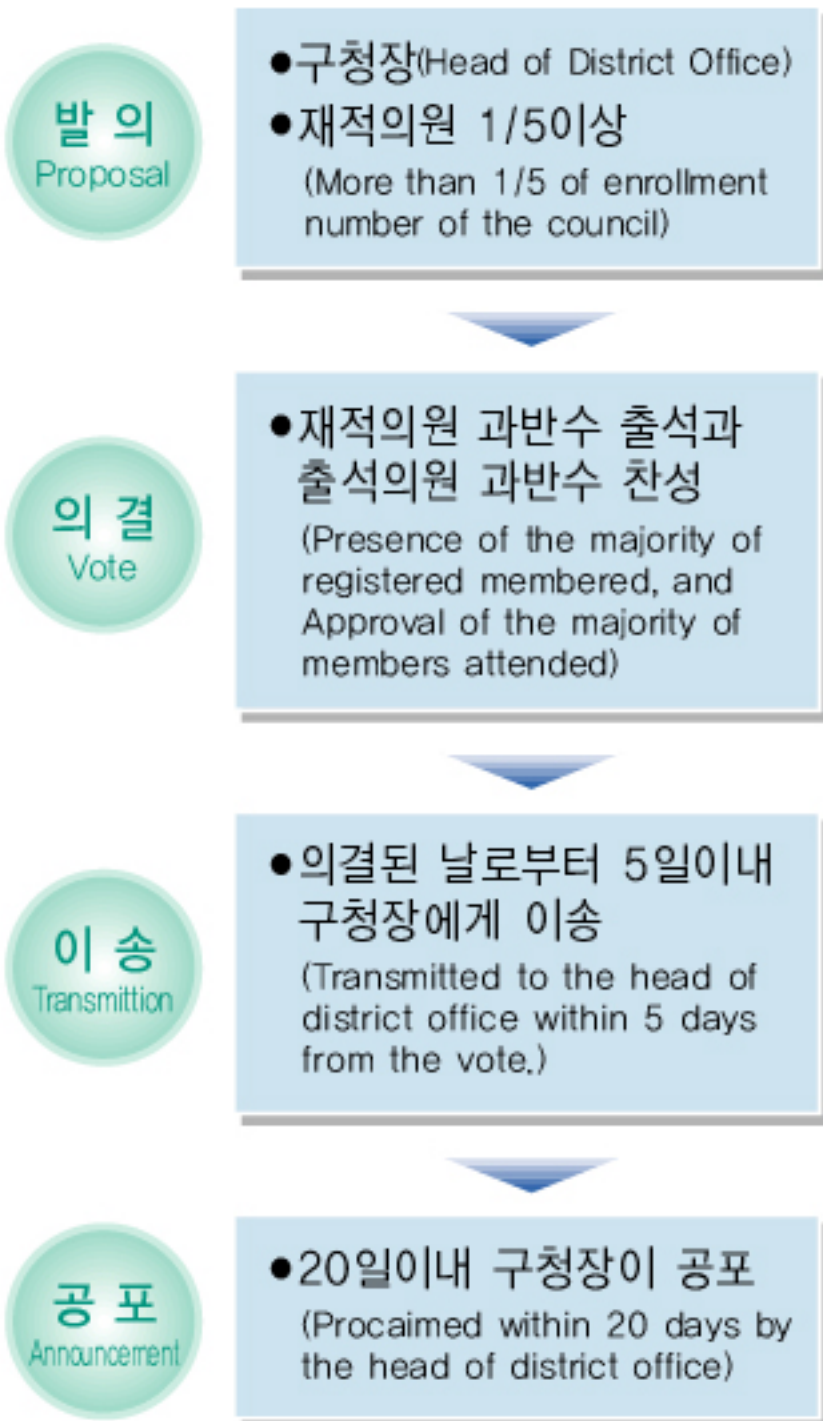 발 의
Proposal
●구청장(Head of District Office)
●재적의원 1/5이상
(More than 1/5 of enrollment
number of the council)
의 결
Vote
●재적의원 과반수 출석과
출석의원 과반수 찬성
(Presence of the majority of
registered membered, and
Approval of the majority of
members attended)
이 송
Transmittion
●의결된 날로부터 5일이내
구청장에게 이송
(Transmitted to the head of
district office within 5 days
from the vote.)
공 포
Announcement
●20일이내 구청장이 공포
(Procaimed within 20 days by
the head of district office)